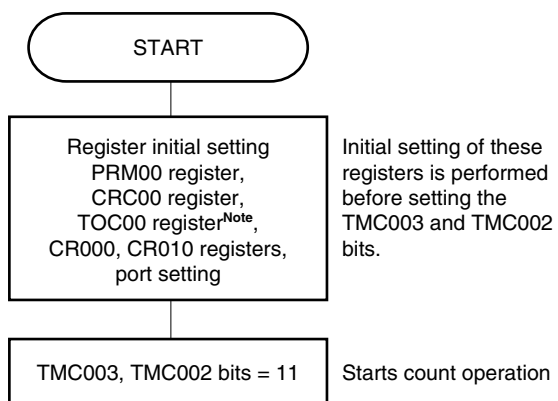 START
Register initial setting
PRM00 register,
CRC00 register,
TOC00 registerNote,
CR000, CR010 registers,
port setting
Initial setting of these
registers is performed
before setting the
TMC003 and TMC002
bits.
TMC003, TMC002 bits = 11
Starts count operation